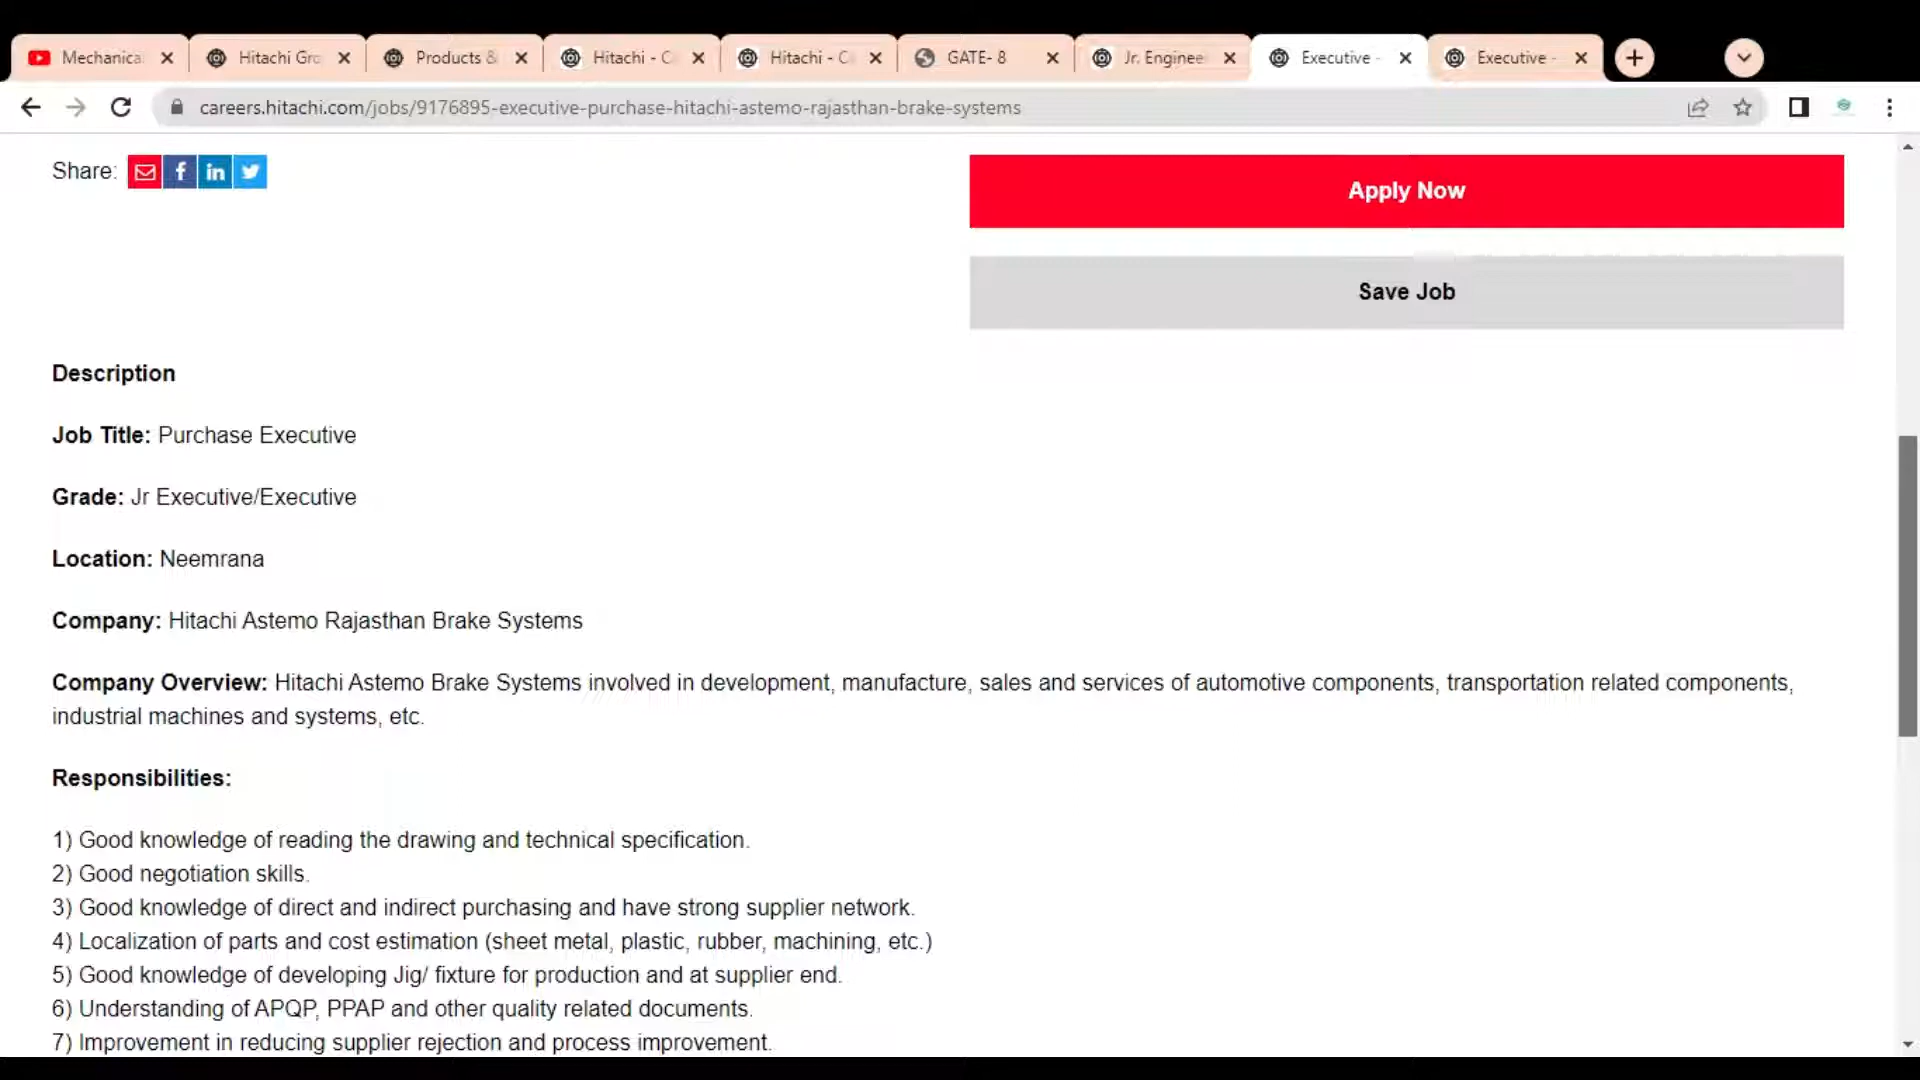 Mechanica
Hitachi Gro
Products &
Hitachi - C
Hitachi - C
GATE- 8
Jr. Enginee
Executive -
Executive -
careers.hitachi.com/jobs/9176895-executive-purchase-hitachi-astemo-rajasthan-brake-systems
Share:
Apply Now
Save Job
Description
Job Title: Purchase Executive
Grade: Jr Executive/Executive
Location: Neemrana
Company: Hitachi Astemo Rajasthan Brake Systems
Company Overview: Hitachi Astemo Brake Systems involved in development, manufacture, sales and services of automotive components, transportation related components,
industrial machines and systems, etc.
Responsibilities:
1) Good knowledge of reading the drawing and technical specification.
2) Good negotiation skills.
3) Good knowledge of direct and indirect purchasing and have strong supplier network.
4) Localization of parts and cost estimation (sheet metal, plastic, rubber, machining, etc.)
5) Good knowledge of developing Jig/ fixture for production and at supplier end.
6) Understanding of APQP, PPAP and other quality related documents.
7) Improvement in reducing supplier rejection and process improvement.